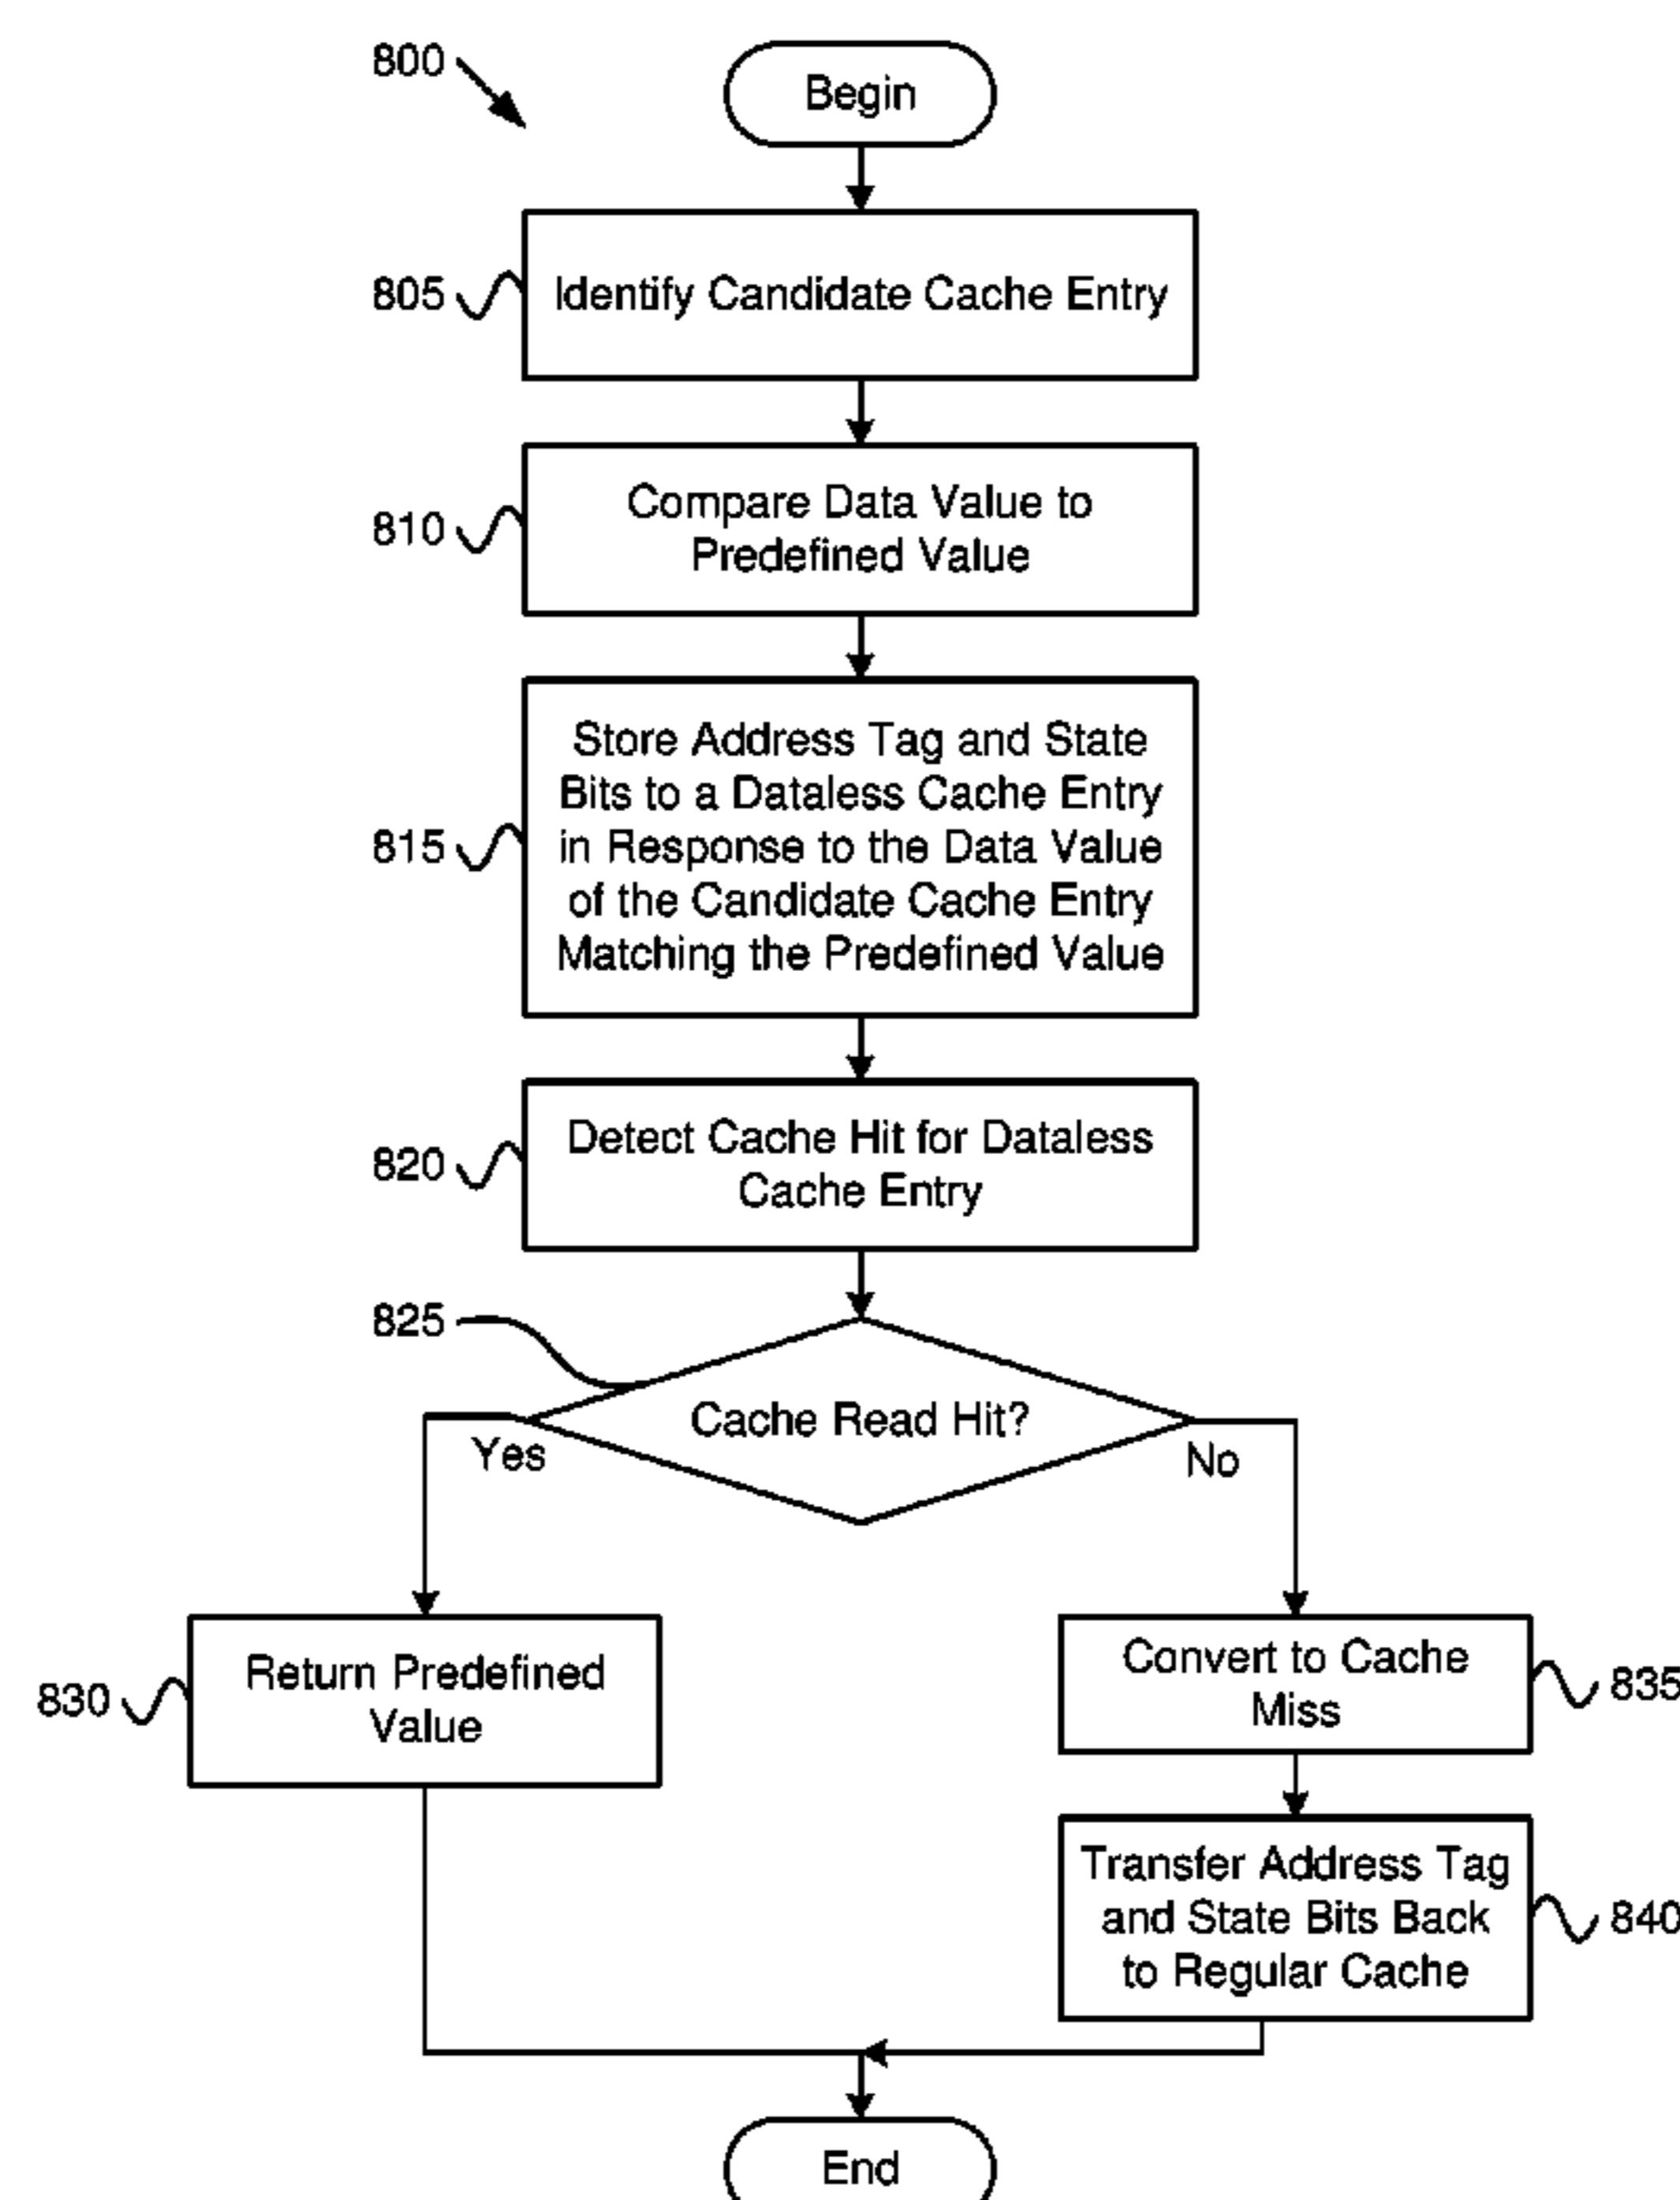 800
Begin
805
Identify Candidate Cache Entry
810
Compare Data Value to
Predefined Value
815
Store Address Tag and State
Bits to a Dataless Cache Entry
in Response to the Data Value
of the Candidate Cache Entry
Matching the Predefined Value
820
Detect Cache Hit for Dataless
Cache Entry
825
Cache Read Hit?
Yes
No
830
Return Predefined
Value
Convert to Cache
Miss
835
Transfer Address Tag
and State Bits Back
to Regular Cache
840
End